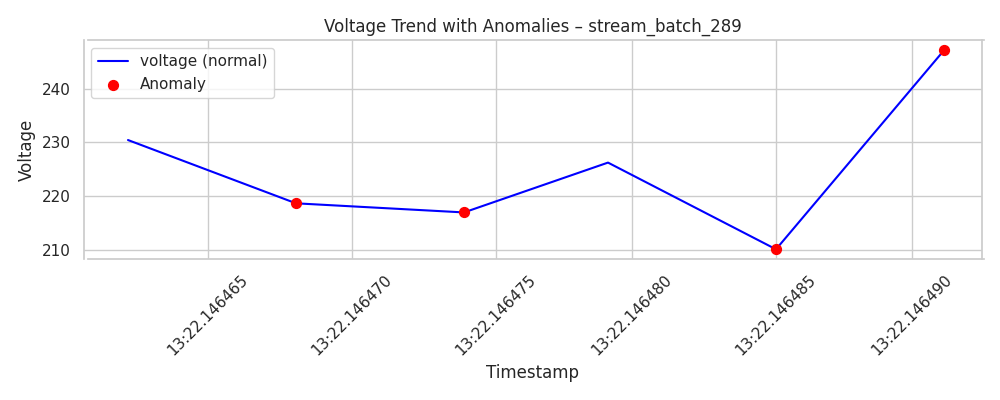 Voltage Trend with Anomalies – stream_batch_289
voltage (normal)
Anomaly
Voltage
240
230
220
210
13:22.146465
13:22.146470
13:22.146475
13:22.146480
13:22.146485
13:22.146490
Timestamp